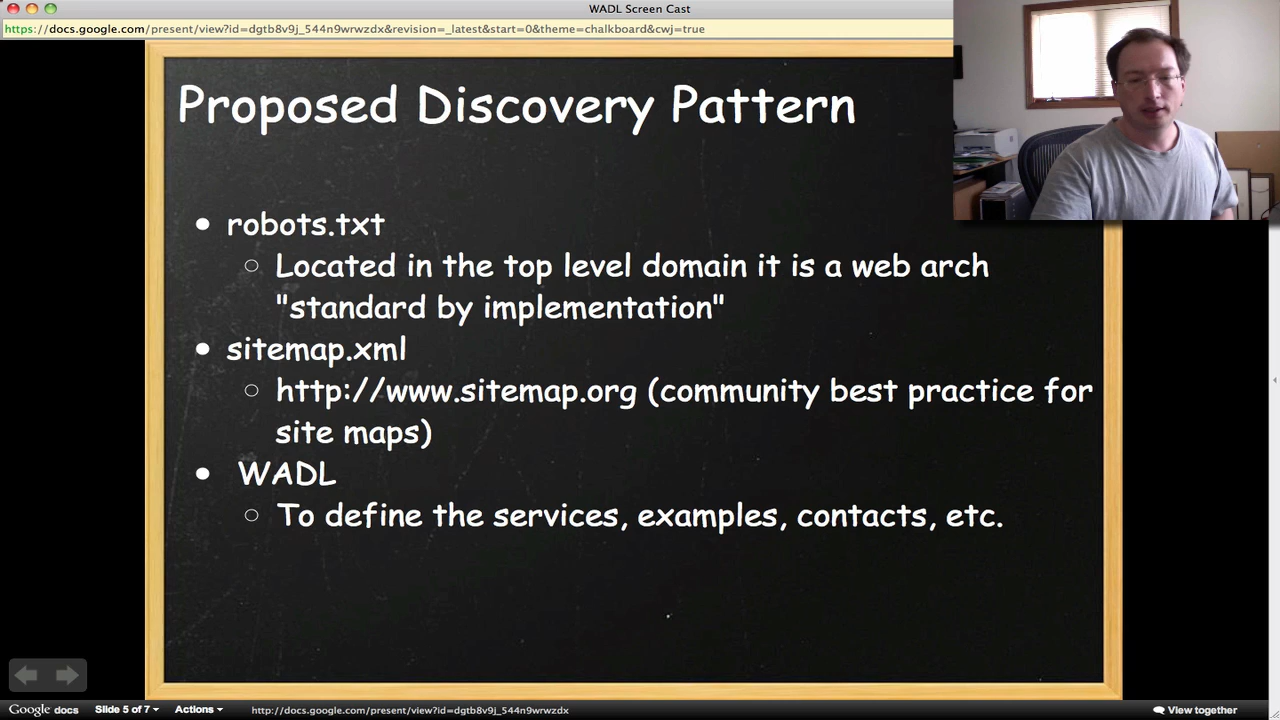 WADL Screen Cast
https://docs.google.com/present/view?id=dgtb8v9j_544n9wrwzdx&revision=_latest&start=0&theme=chalkboard&cwj=true
Proposed Discovery Pattern
• robots.txt
○ Located in the top level domain it is a web arch
"standard by implementation"
• sitemap.xml
○ http://www.sitemap.org (community best practice for
site maps)
• WADL
○ To define the services, examples, contacts, etc.
Google docs Slide 5 of 7 Actions http://docs.google.com/present/view?id=dgtb8v9j_544n9wrwzdx View together